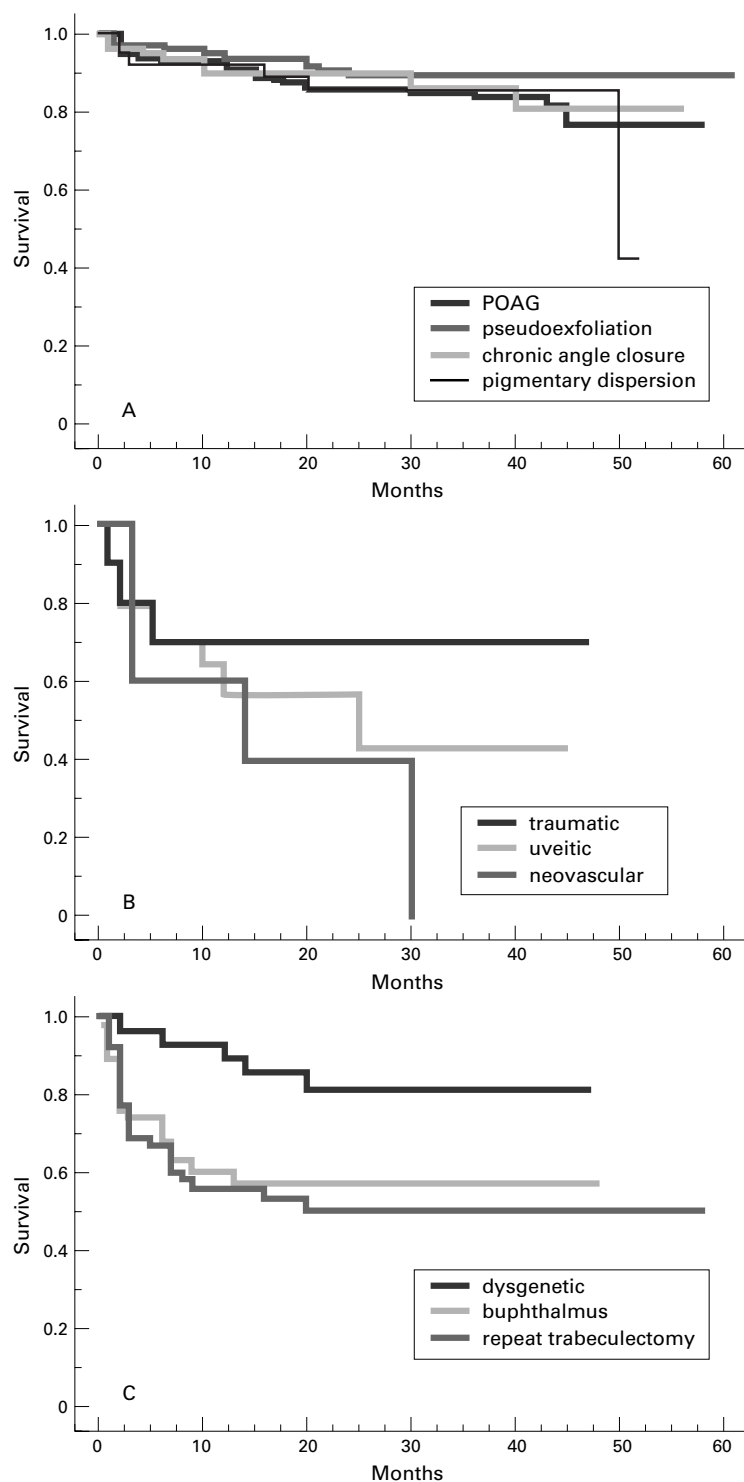 1.0
0.8
0.6
0.4
0.2
0
Survival
POAG
pseudoexfoliation
chronic angle closure
pigmentary dispersion
A
0 10 20 30 40 50 60
Months
1.0
0.8
0.6
0.4
0.2
0
Survival
traumatic
uveitic
neovascular
B
0 10 20 30 40 50 60
Months
1.0
0.8
0.6
0.4
0.2
0
Survival
dysgenetic
buphthalmus
repeat trabeculectomy
C
0 10 20 30 40 50 60
Months